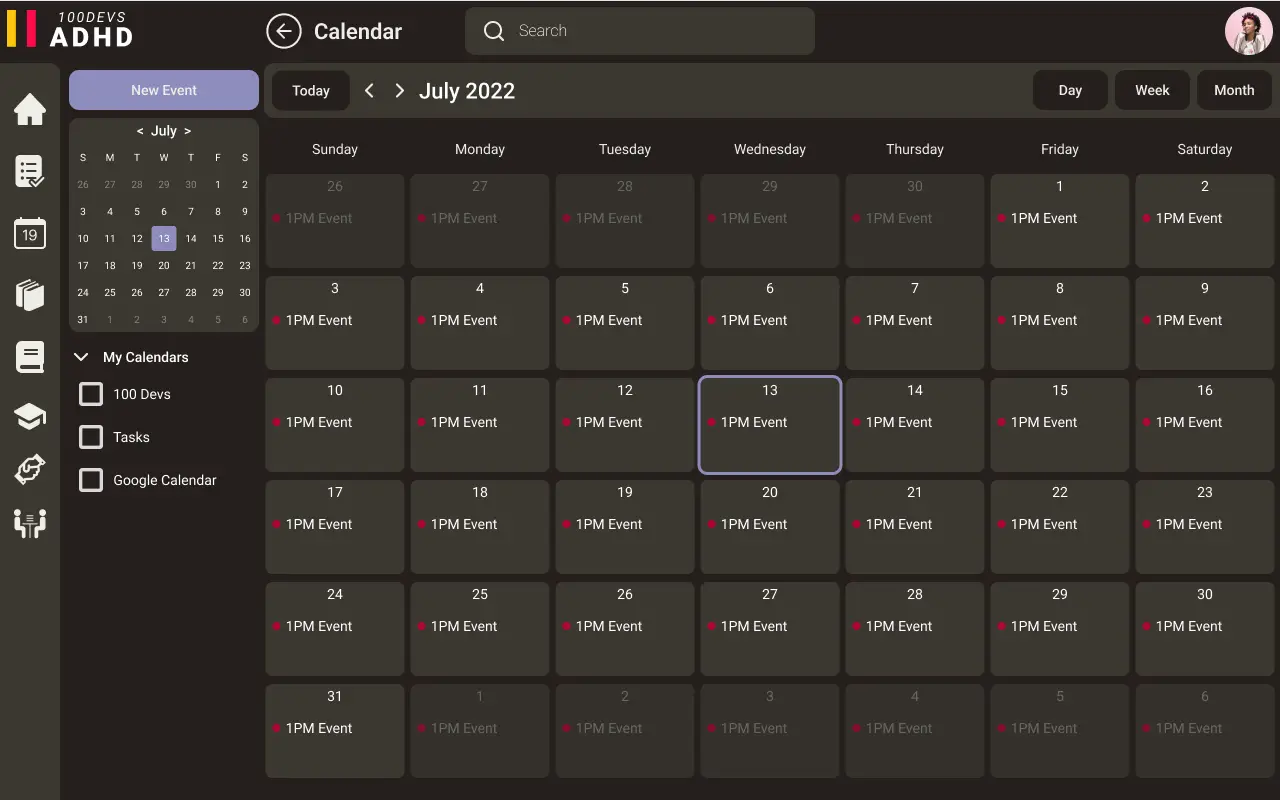 100DEVS
ADHD
Calendar
Search
New Event
Today < > July 2022
Day Week Month
< July >
S M T W T F S
26 27 28 29 30 1 2
3 4 5 6 7 8 9
10 11 12 13 14 15 16
17 18 19 20 21 22 23
24 25 26 27 28 29 30
31 1 2 3 4 5 6
19
My Calendars
100 Devs
Tasks
Google Calendar
Sunday Monday Tuesday Wednesday Thursday Friday Saturday
26 27 28 29 30 1 2
1PM Event 1PM Event 1PM Event 1PM Event 1PM Event 1PM Event 1PM Event
3 4 5 6 7 8 9
1PM Event 1PM Event 1PM Event 1PM Event 1PM Event 1PM Event 1PM Event
10 11 12 13 14 15 16
1PM Event 1PM Event 1PM Event 1PM Event 1PM Event 1PM Event 1PM Event
17 18 19 20 21 22 23
1PM Event 1PM Event 1PM Event 1PM Event 1PM Event 1PM Event 1PM Event
24 25 26 27 28 29 30
1PM Event 1PM Event 1PM Event 1PM Event 1PM Event 1PM Event 1PM Event
31 1 2 3 4 5 6
1PM Event 1PM Event 1PM Event 1PM Event 1PM Event 1PM Event 1PM Event